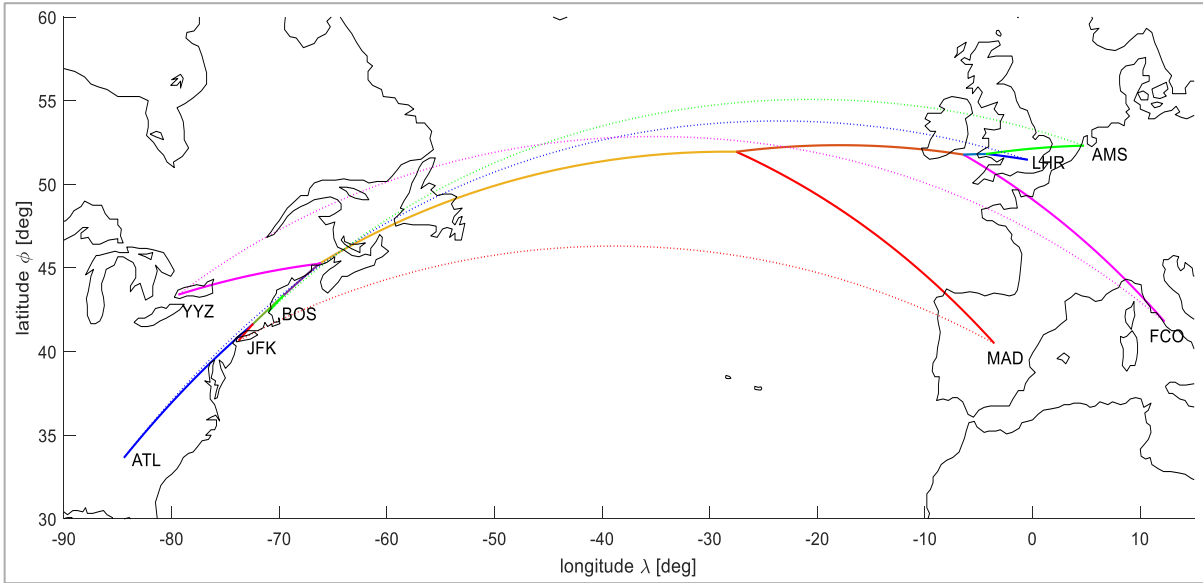 60
55
50
45
40
35
30
latitude ϕ [deg]
LHR
AMS
YYZ
BOS
JFK
FCO
MAD
ATL
-90 -80 -70 -60 -50 -40 -30 -20 -10 0 10
longitude λ [deg]